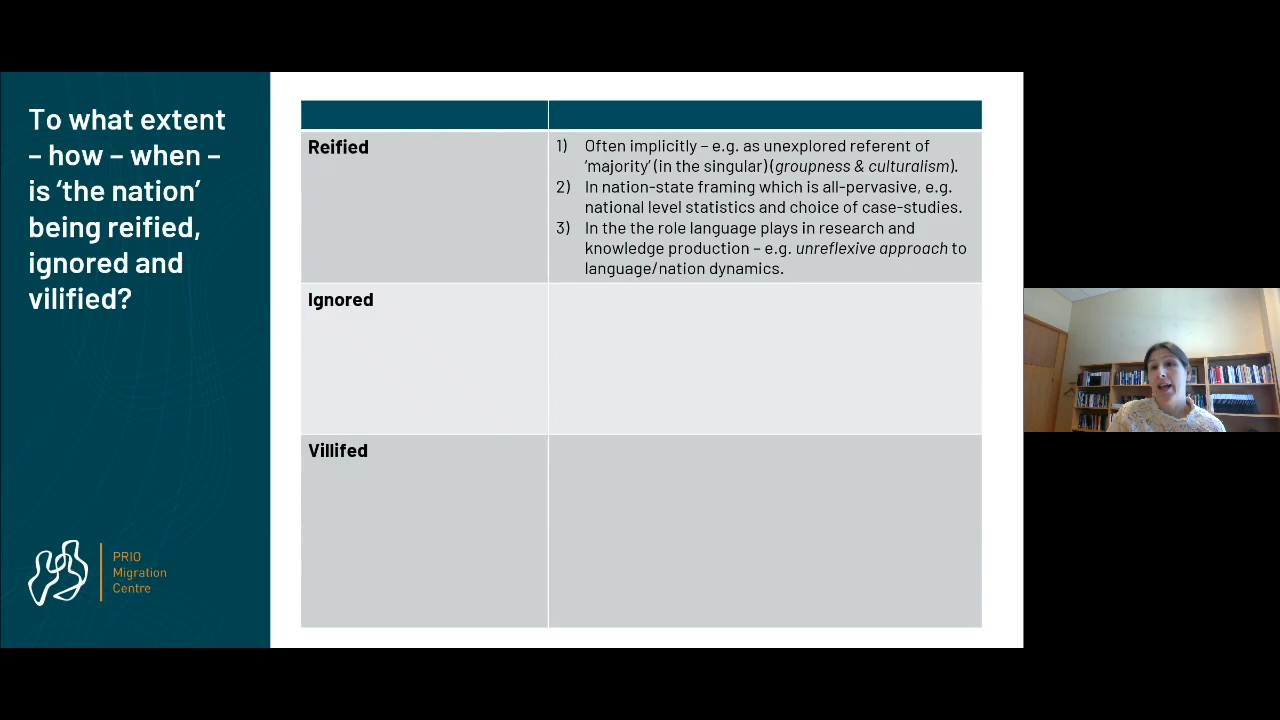 To what extent
– how – when –
is ‘the nation’
being reified,
ignored and
vilified?
PRIO
Migration
Centre
Reified
1) Often implicitly – e.g. as unexplored referent of
‘majority’ (in the singular) (groupness & culturalism).
2) In nation-state framing which is all-pervasive, e.g.
national level statistics and choice of case-studies.
3) In the the role language plays in research and
knowledge production – e.g. unreflexive approach to
language/nation dynamics.
Ignored
Villifed